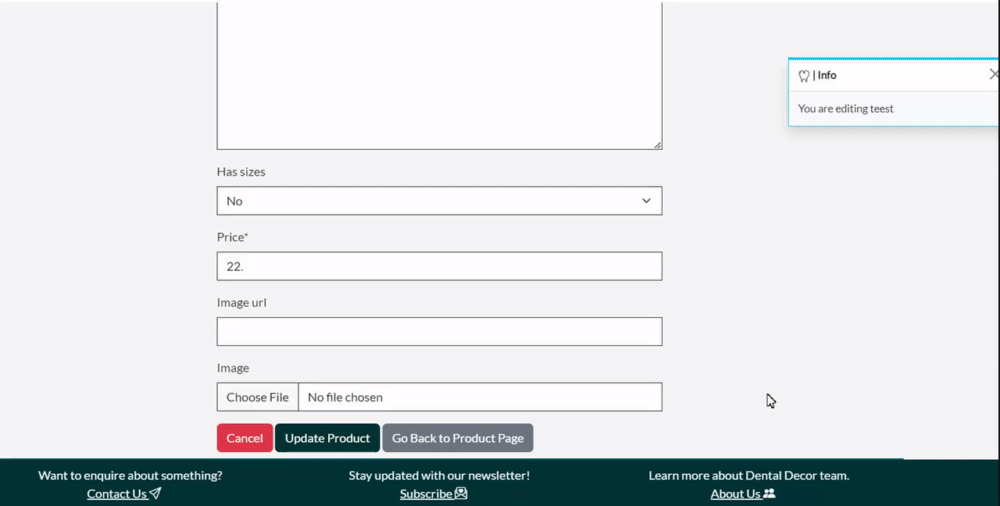 | Info
You are editing teest
Has sizes
No
Price*
22.
Image url
Image
Choose File No file chosen
Cancel Update Product Go Back to Product Page
Want to enquire about something? Stay updated with our newsletter! Learn more about Dental Decor team.
Contact Us Subscribe About Us